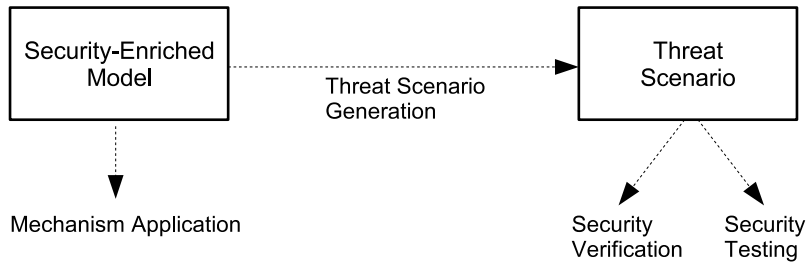 Security-Enriched
Model
Threat Scenario
Generation
Threat
Scenario
Mechanism Application
Security
Verification
Security
Testing